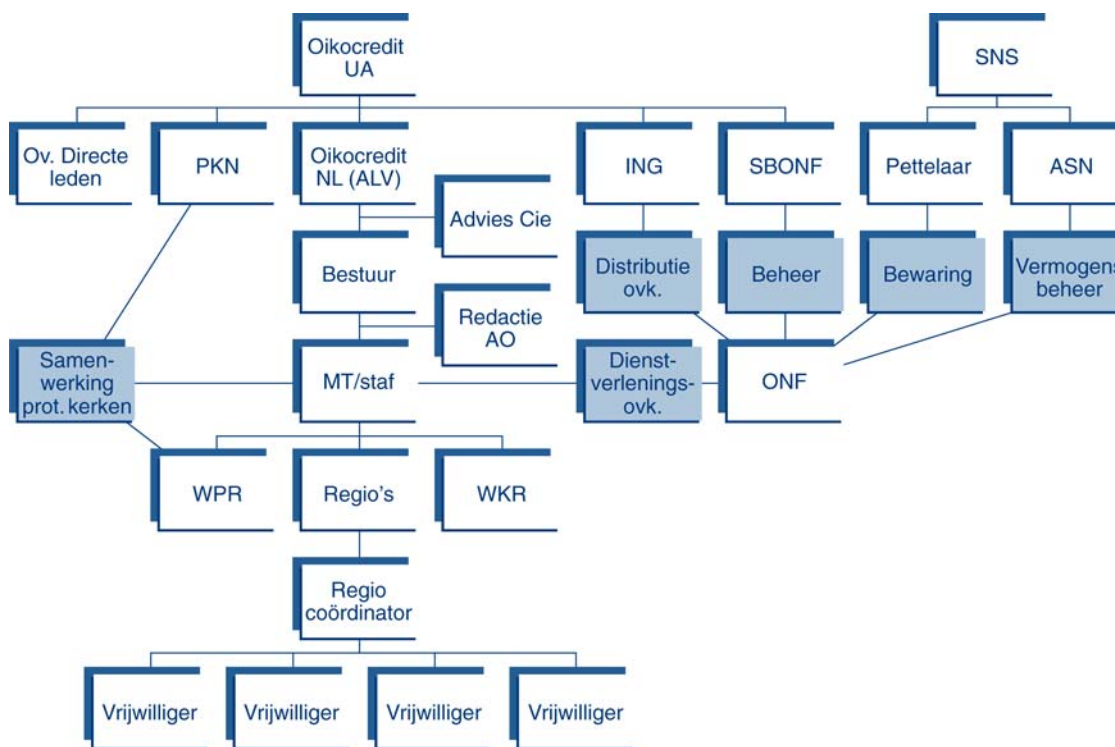 Oikocredit
UA
SNS
Ov. Directe
leden
PKN
Oikocredit
NL (ALV)
ING
SBONF
Pettelaar
ASN
Advies Cie
Bestuur
Distributie
ovk.
Beheer
Bewaring
Vermogens
beheer
Redactie
AO
Samen-
werking
prot. kerken
MT/staf
Dienst-
verlenings-
ovk.
ONF
WPR
Regio's
WKR
Regio
coördinator
Vrijwilliger
Vrijwilliger
Vrijwilliger
Vrijwilliger